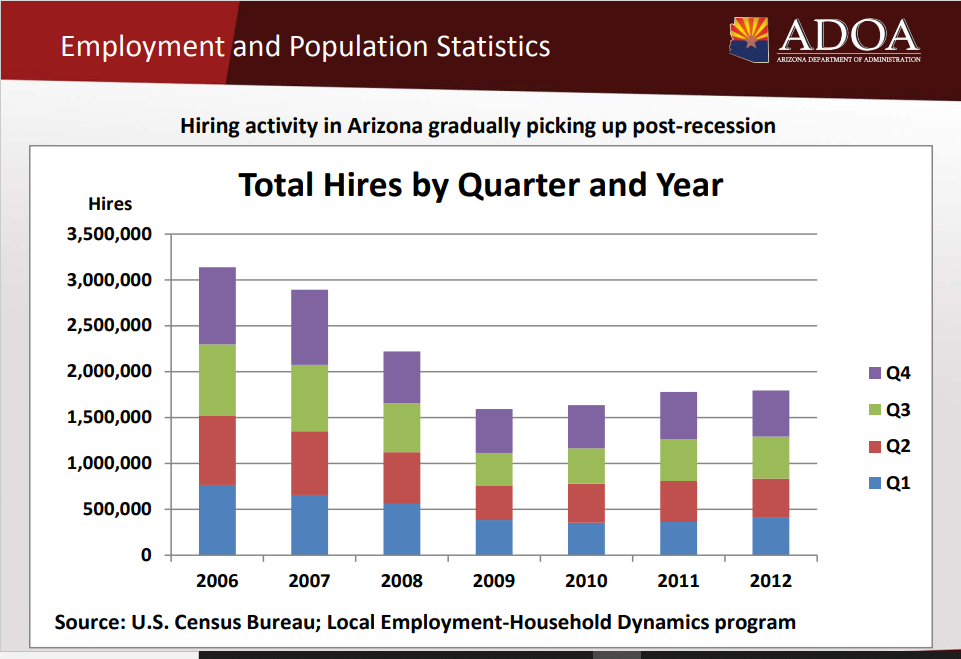 Employment and Population Statistics
ADOA
ARIZONA DEPARTMENT OF ADMINISTRATION
Hiring activity in Arizona gradually picking up post-recession
Total Hires by Quarter and Year
Hires
3,500,000
3,000,000
2,500,000
2,000,000
1,500,000
1,000,000
500,000
0
2006 2007 2008 2009 2010 2011 2012
Q4
Q3
Q2
Q1
Source: U.S. Census Bureau; Local Employment-Household Dynamics program